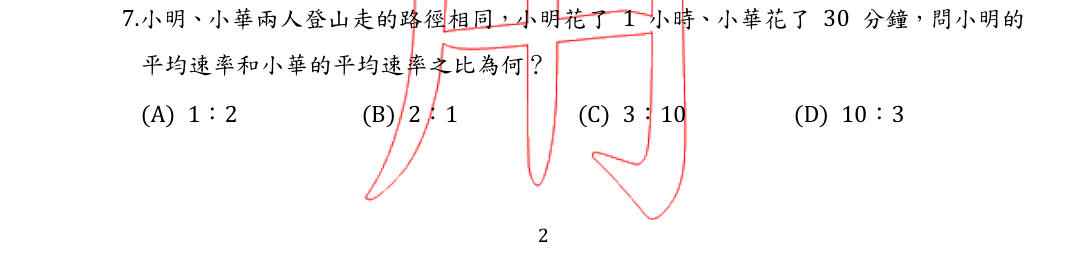 7.小明、小華兩人登山走的路徑相同，小明花了 1 小時、小華花了 30 分鐘，問小明的
平均速率和小華的平均速率之比為何？
(A) 1：2 (B) 2：1 (C) 3：10 (D) 10：3
用
2